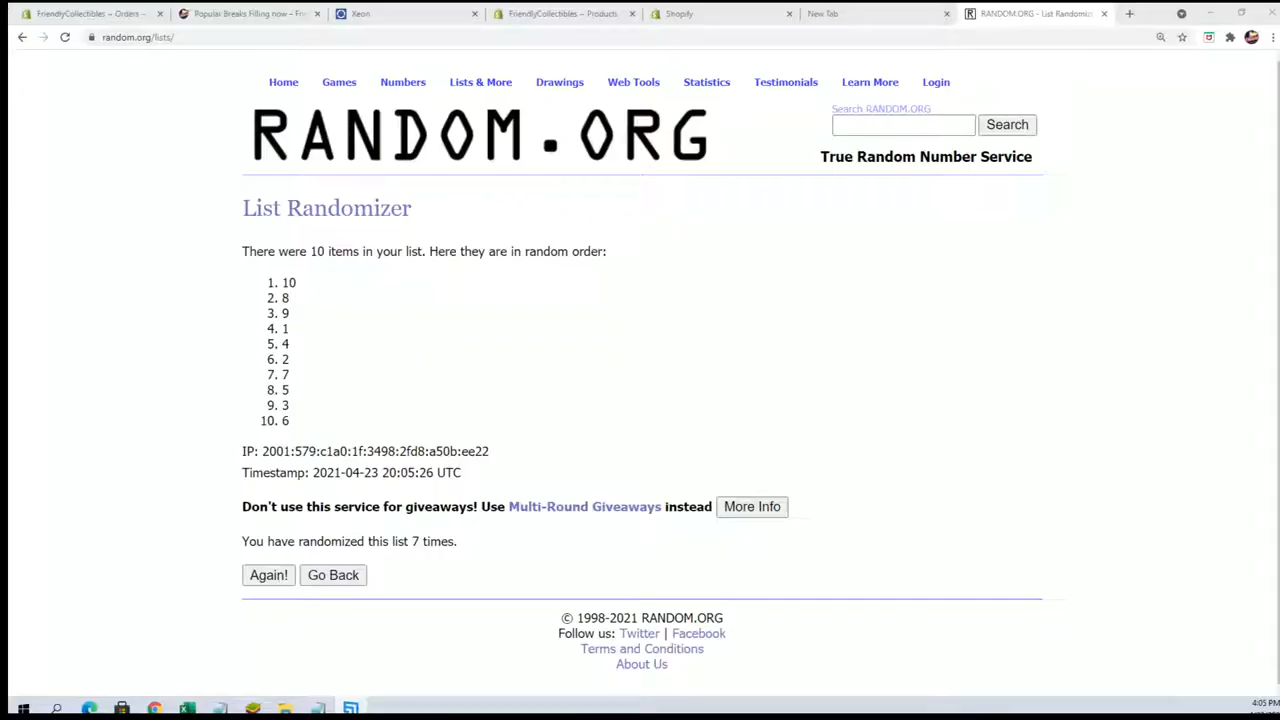 FriendlyCollectibles – Orders –
Popular Breaks Filling now – Frie
Xeon
FriendlyCollectibles – Products
Shopify
New Tab
RANDOM.ORG - List Randomiz
random.org/lists/
Home Games Numbers Lists & More Drawings Web Tools Statistics Testimonials Learn More Login
RANDOM.ORG
Search RANDOM.ORG
Search
True Random Number Service
List Randomizer
There were 10 items in your list. Here they are in random order:
1. 10
2. 8
3. 9
4. 1
5. 4
6. 2
7. 7
8. 5
9. 3
10. 6
IP: 2001:579:c1a0:1f:3498:2fd8:a50b:ee22
Timestamp: 2021-04-23 20:05:26 UTC
Don't use this service for giveaways! Use Multi-Round Giveaways instead More Info
You have randomized this list 7 times.
Again! Go Back
© 1998-2021 RANDOM.ORG
Follow us: Twitter | Facebook
Terms and Conditions
About Us
4:05 PM